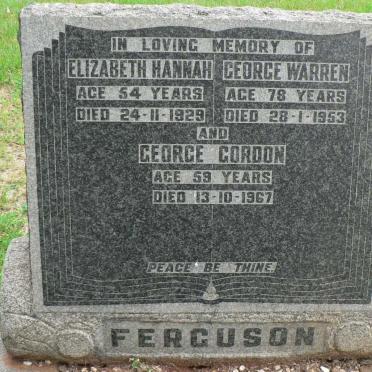 IN LOVING MEMORY OF
ELIZABETH HANNAH GEORGE WARREN
AGE 54 YEARS AGE 78 YEARS
DIED 24-11-1929 DIED 28-1-1953
AND
GEORGE GORDON
AGE 59 YEARS
DIED 13-10-1967
PEACE BE THINE
FERGUSON